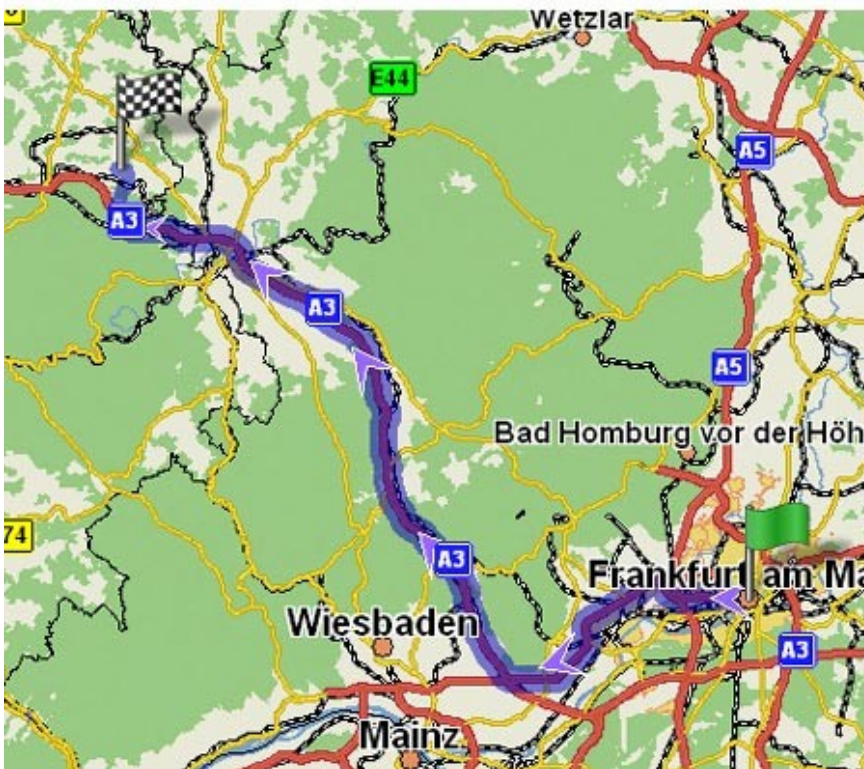 Wetzlar
E44
A5
A3
A3
A5
Bad Homburg vor der Höh
74
A3
Frankfurt am Ma
Wiesbaden
A3
Mainz